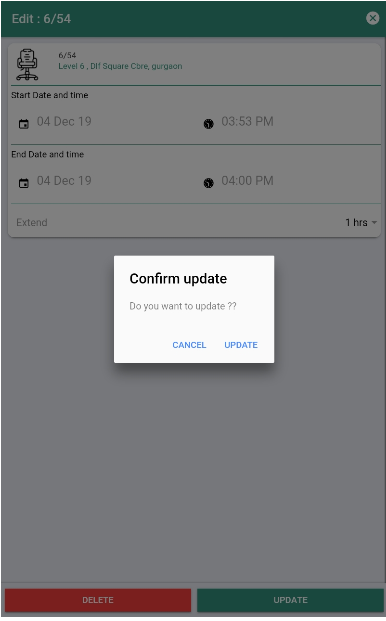 Edit : 6/54
6/54
Level 6 , Dlf Square Cbre, gurgaon
Start Date and time
04 Dec 19 03:53 PM
End Date and time
04 Dec 19 04:00 PM
Extend 1 hrs
Confirm update
Do you want to update ??
CANCEL UPDATE
DELETE UPDATE